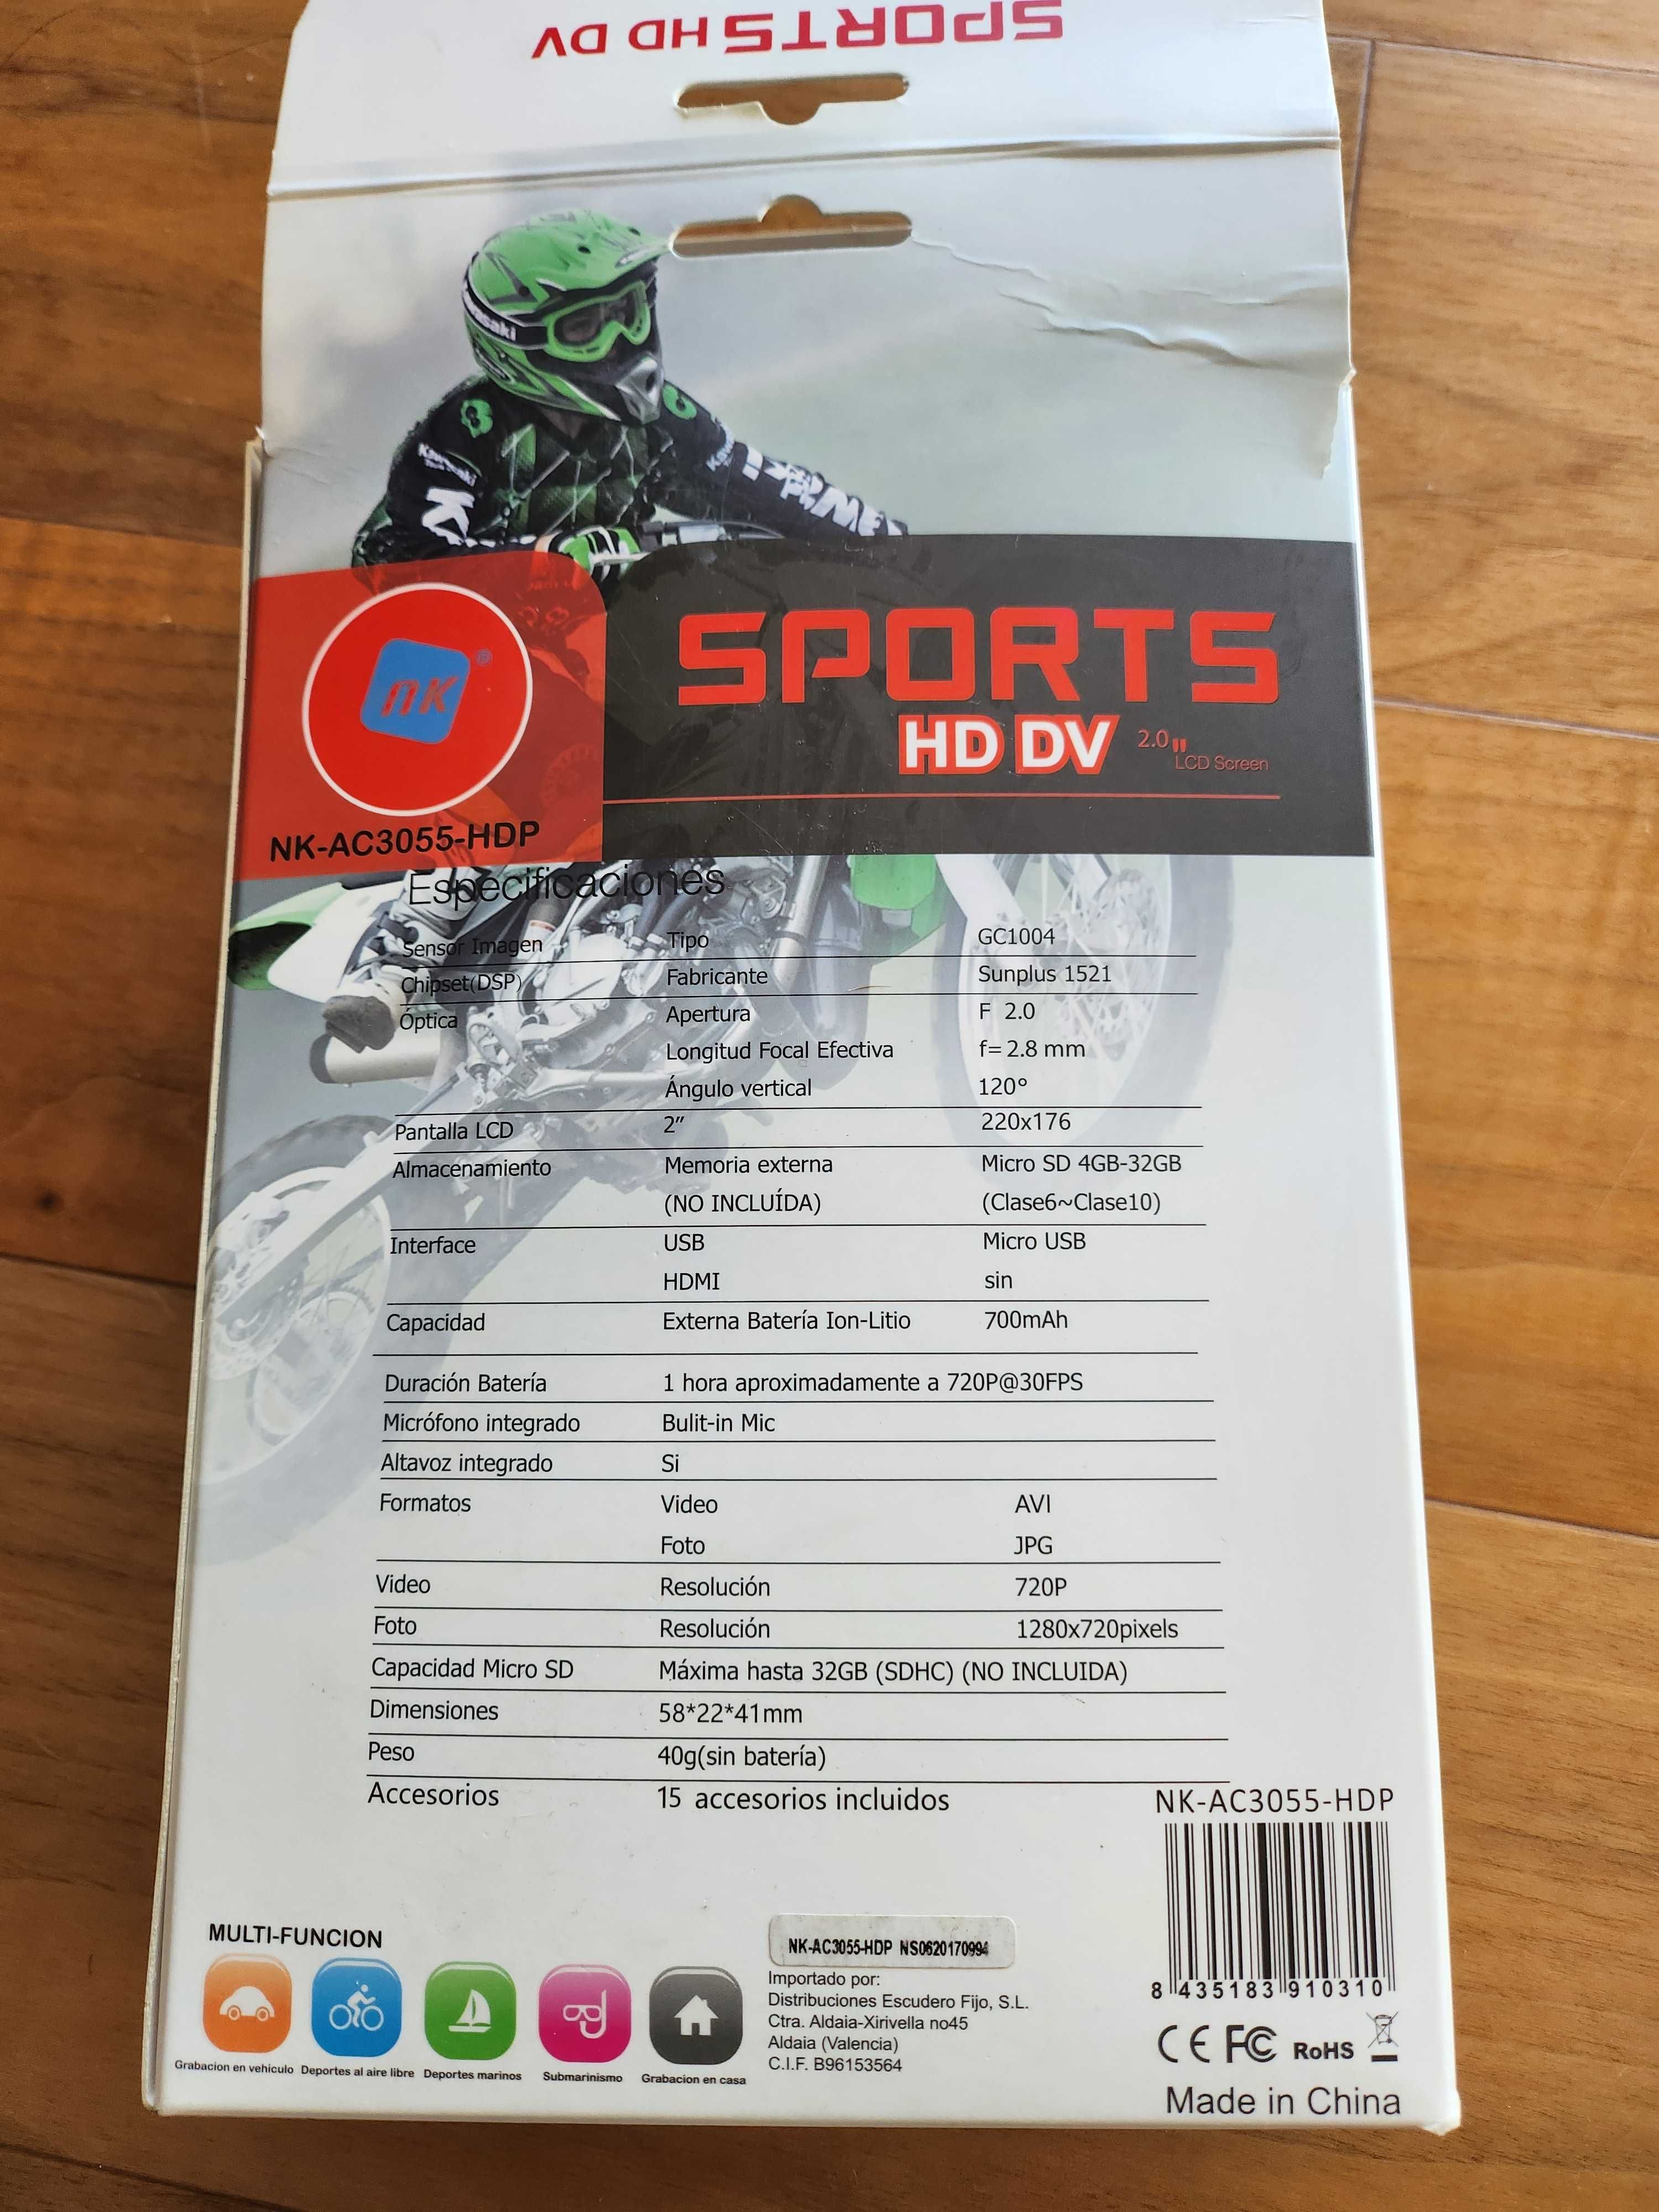 SPORTS HD DV
Kawasaki
K
nk®
SPORTS
HD DV 2.0"
LCD Screen
NK-AC3055-HDP
Especificaciones
Sensor Imagen Tipo GC1004
Chipset(DSP) Fabricante Sunplus 1521
Óptica Apertura F 2.0
Longitud Focal Efectiva f= 2.8 mm
Ángulo vertical 120°
Pantalla LCD 2" 220x176
Almacenamiento Memoria externa Micro SD 4GB-32GB
(NO INCLUÍDA) (Clase6~Clase10)
Interface USB Micro USB
HDMI sin
Capacidad Externa Batería Ion-Litio 700mAh
Duración Batería 1 hora aproximadamente a 720P@30FPS
Micrófono integrado Bulit-in Mic
Altavoz integrado Si
Formatos Video AVI
Foto JPG
Video Resolución 720P
Foto Resolución 1280x720pixels
Capacidad Micro SD Máxima hasta 32GB (SDHC) (NO INCLUIDA)
Dimensiones 58*22*41mm
Peso 40g(sin batería)
Accesorios 15 accesorios incluidos
NK-AC3055-HDP
8 435183 910310
MULTI-FUNCION
Grabacion en vehiculo Deportes al aire libre Deportes marinos Submarinismo Grabacion en casa
NK-AC3055-HDP NS0620170994
Importado por:
Distribuciones Escudero Fijo, S.L.
Ctra. Aldaia-Xirivella no45
Aldaia (Valencia)
C.I.F. B96153564
CE FC RoHS
Made in China